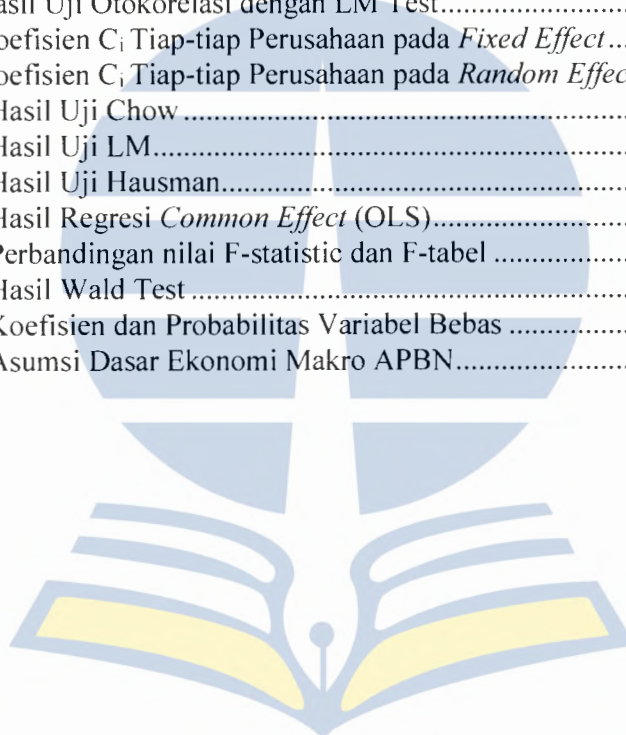 asil Uji Otokorelasi dengan LM Test..............................
oefisien Ci Tiap-tiap Perusahaan pada Fixed Effect...
oefisien Ci Tiap-tiap Perusahaan pada Random Effec
Hasil Uji Chow..............................................................
Hasil Uji LM..................................................................
Hasil Uji Hausman.........................................................
Hasil Regresi Common Effect (OLS)............................
Perbandingan nilai F-statistic dan F-tabel....................
Hasil Wald Test.............................................................
Koefisien dan Probabilitas Variabel Bebas..................
Asumsi Dasar Ekonomi Makro APBN.........................